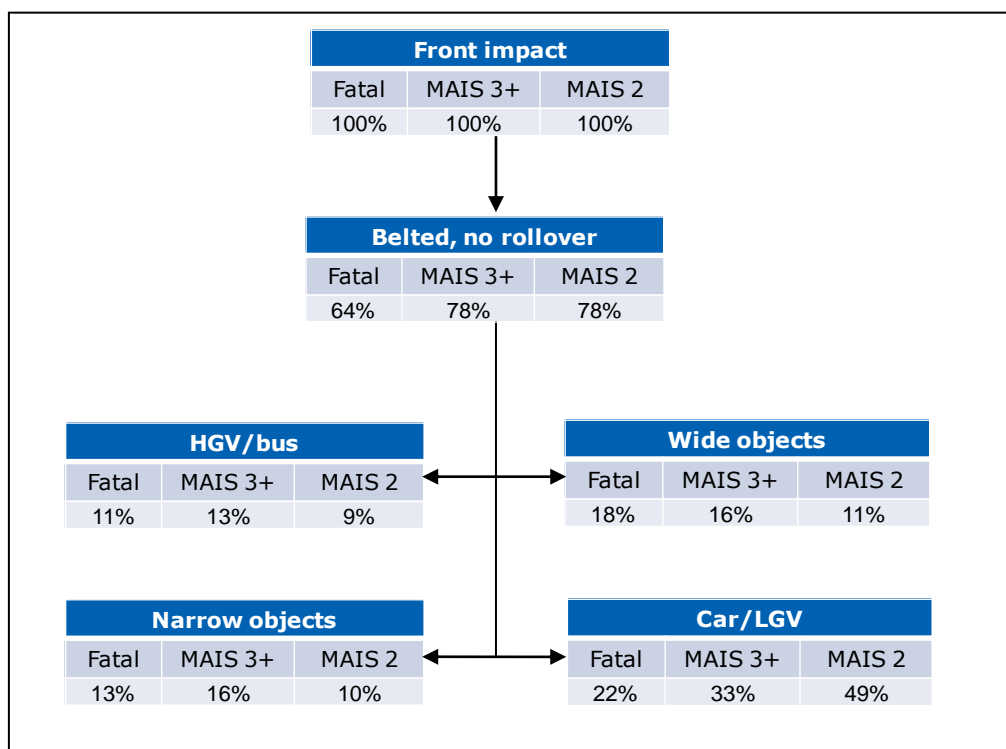 Front impact
Fatal MAIS 3+ MAIS 2
100% 100% 100%
Belted, no rollover
Fatal MAIS 3+ MAIS 2
64% 78% 78%
HGV/bus
Fatal MAIS 3+ MAIS 2
11% 13% 9%
Wide objects
Fatal MAIS 3+ MAIS 2
18% 16% 11%
Narrow objects
Fatal MAIS 3+ MAIS 2
13% 16% 10%
Car/LGV
Fatal MAIS 3+ MAIS 2
22% 33% 49%